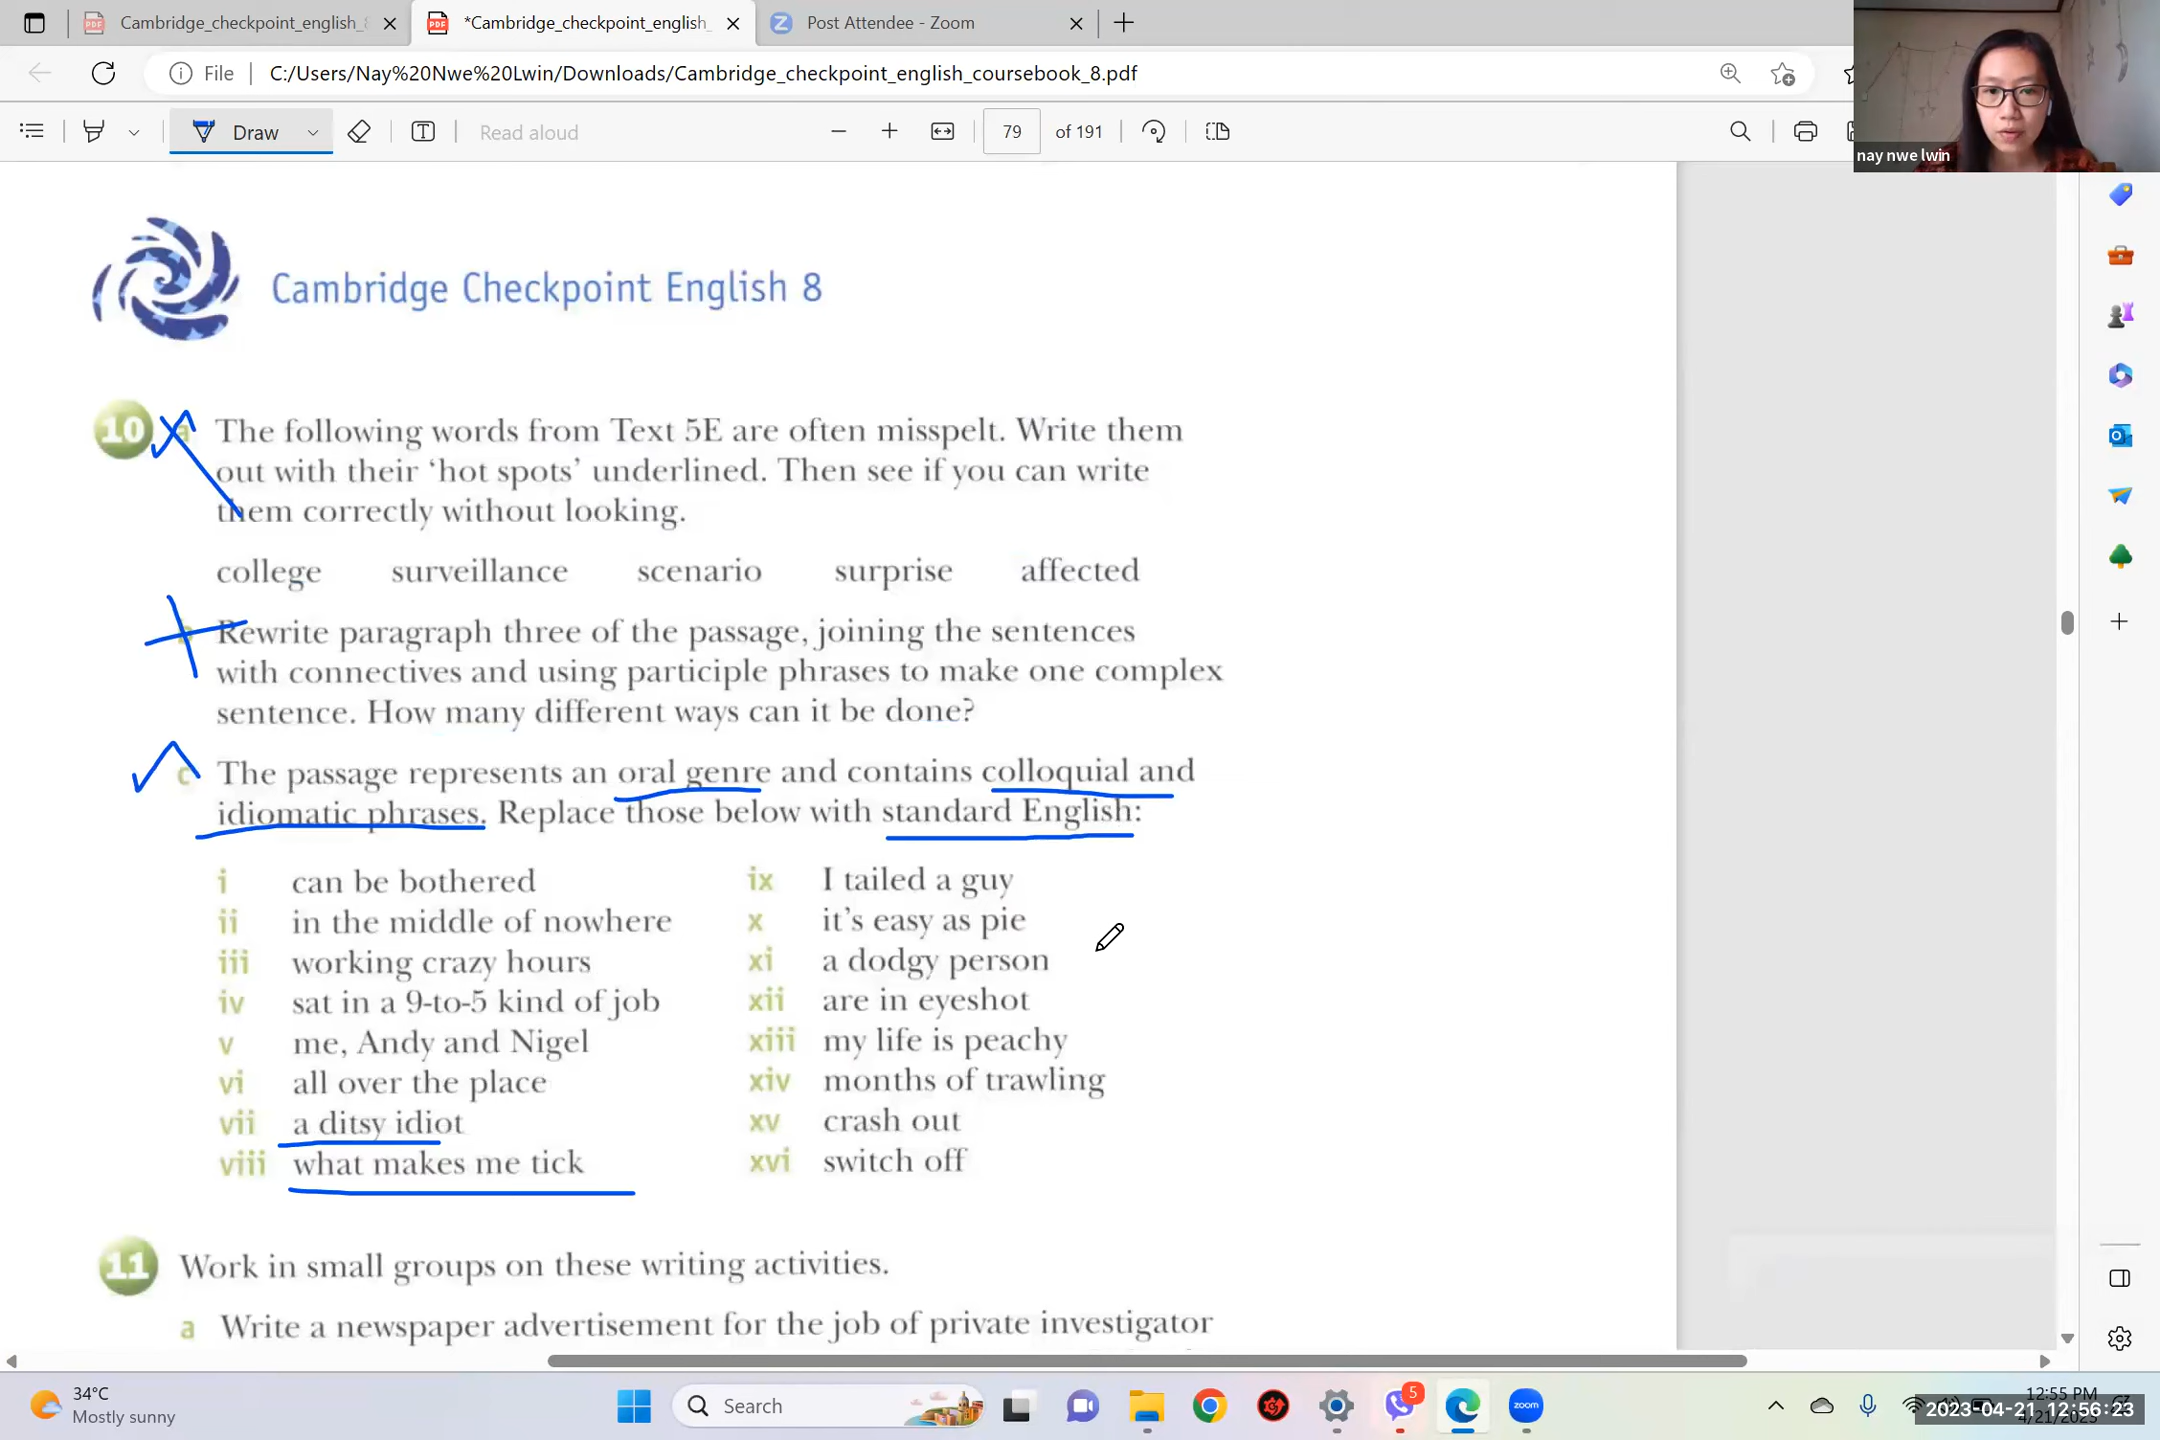 Cambridge_checkpoint_english_8
*Cambridge_checkpoint_english_
Post Attendee - Zoom
File
C:/Users/Nay%20Nwe%20Lwin/Downloads/Cambridge_checkpoint_english_coursebook_8.pdf
Draw
Read aloud
79
of 191
nay nwe lwin
Cambridge Checkpoint English 8
10 a The following words from Text 5E are often misspelt. Write them
out with their ‘hot spots’ underlined. Then see if you can write
them correctly without looking.
college surveillance scenario surprise affected
Rewrite paragraph three of the passage, joining the sentences
with connectives and using participle phrases to make one complex
sentence. How many different ways can it be done?
c The passage represents an oral genre and contains colloquial and
idiomatic phrases. Replace those below with standard English:
i can be bothered
ii in the middle of nowhere
iii working crazy hours
iv sat in a 9-to-5 kind of job
v me, Andy and Nigel
vi all over the place
vii a ditsy idiot
viii what makes me tick
ix I tailed a guy
x it’s easy as pie
xi a dodgy person
xii are in eyeshot
xiii my life is peachy
xiv months of trawling
xv crash out
xvi switch off
11 Work in small groups on these writing activities.
a Write a newspaper advertisement for the job of private investigator
34°C
Mostly sunny
Search
5
zoom
12:55 PM
2023-04-21 12:56:23